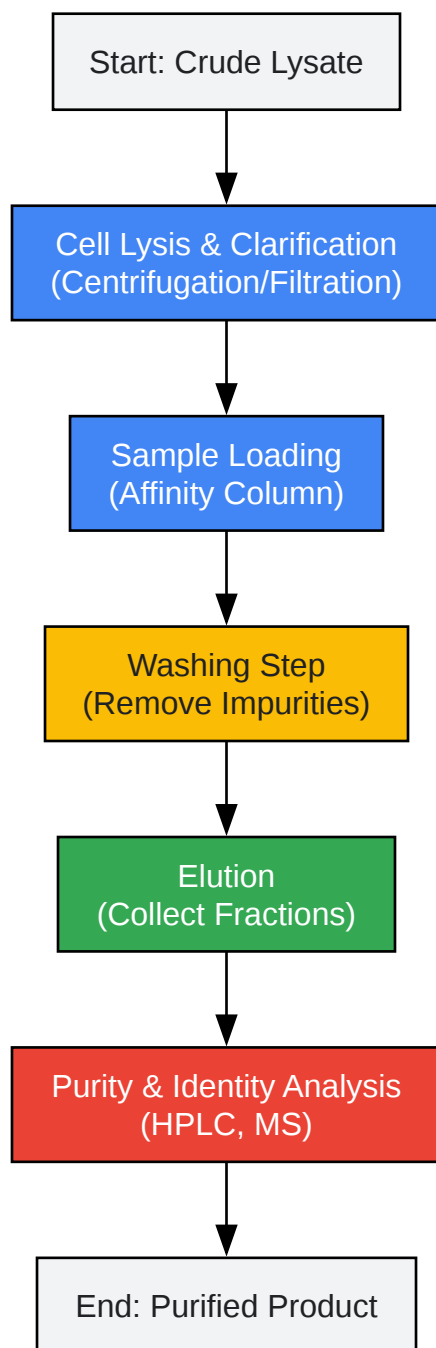 Start: Crude Lysate
Cell Lysis & Clarification
(Centrifugation/Filtration)
Sample Loading
(Affinity Column)
Washing Step
(Remove Impurities)
Elution
(Collect Fractions)
Purity & Identity Analysis
(HPLC, MS)
End: Purified Product